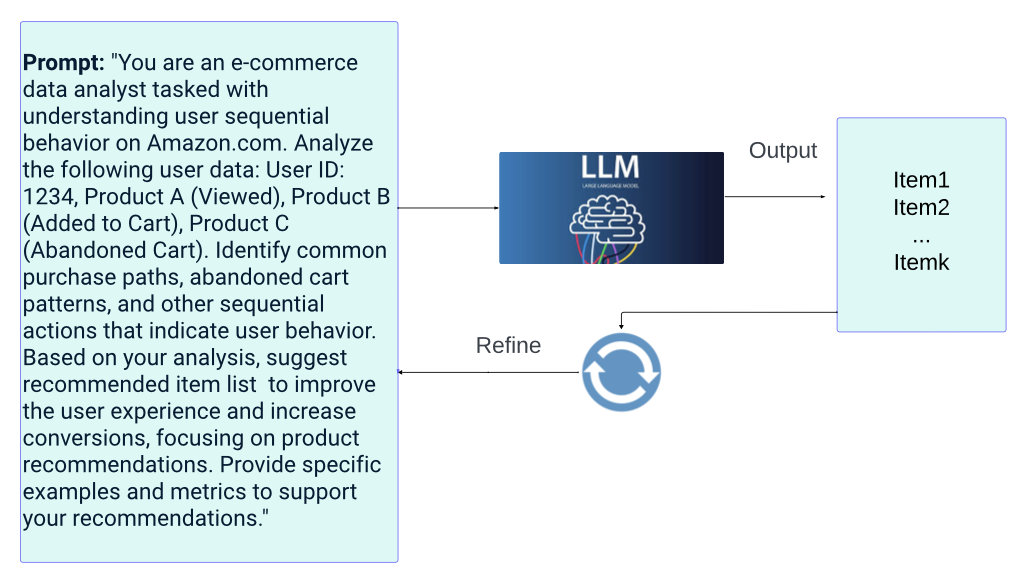 Prompt: "You are an e-commerce
data analyst tasked with
understanding user sequential
behavior on Amazon.com. Analyze
the following user data: User ID:
1234, Product A (Viewed), Product B
(Added to Cart), Product C
(Abandoned Cart). Identify common
purchase paths, abandoned cart
patterns, and other sequential
actions that indicate user behavior.
Based on your analysis, suggest
recommended item list  to improve
the user experience and increase
conversions, focusing on product
recommendations. Provide specific
examples and metrics to support
your recommendations."
LLM
LARGE LANGUAGE MODEL
Output
Item1
Item2
...
Itemk
Refine